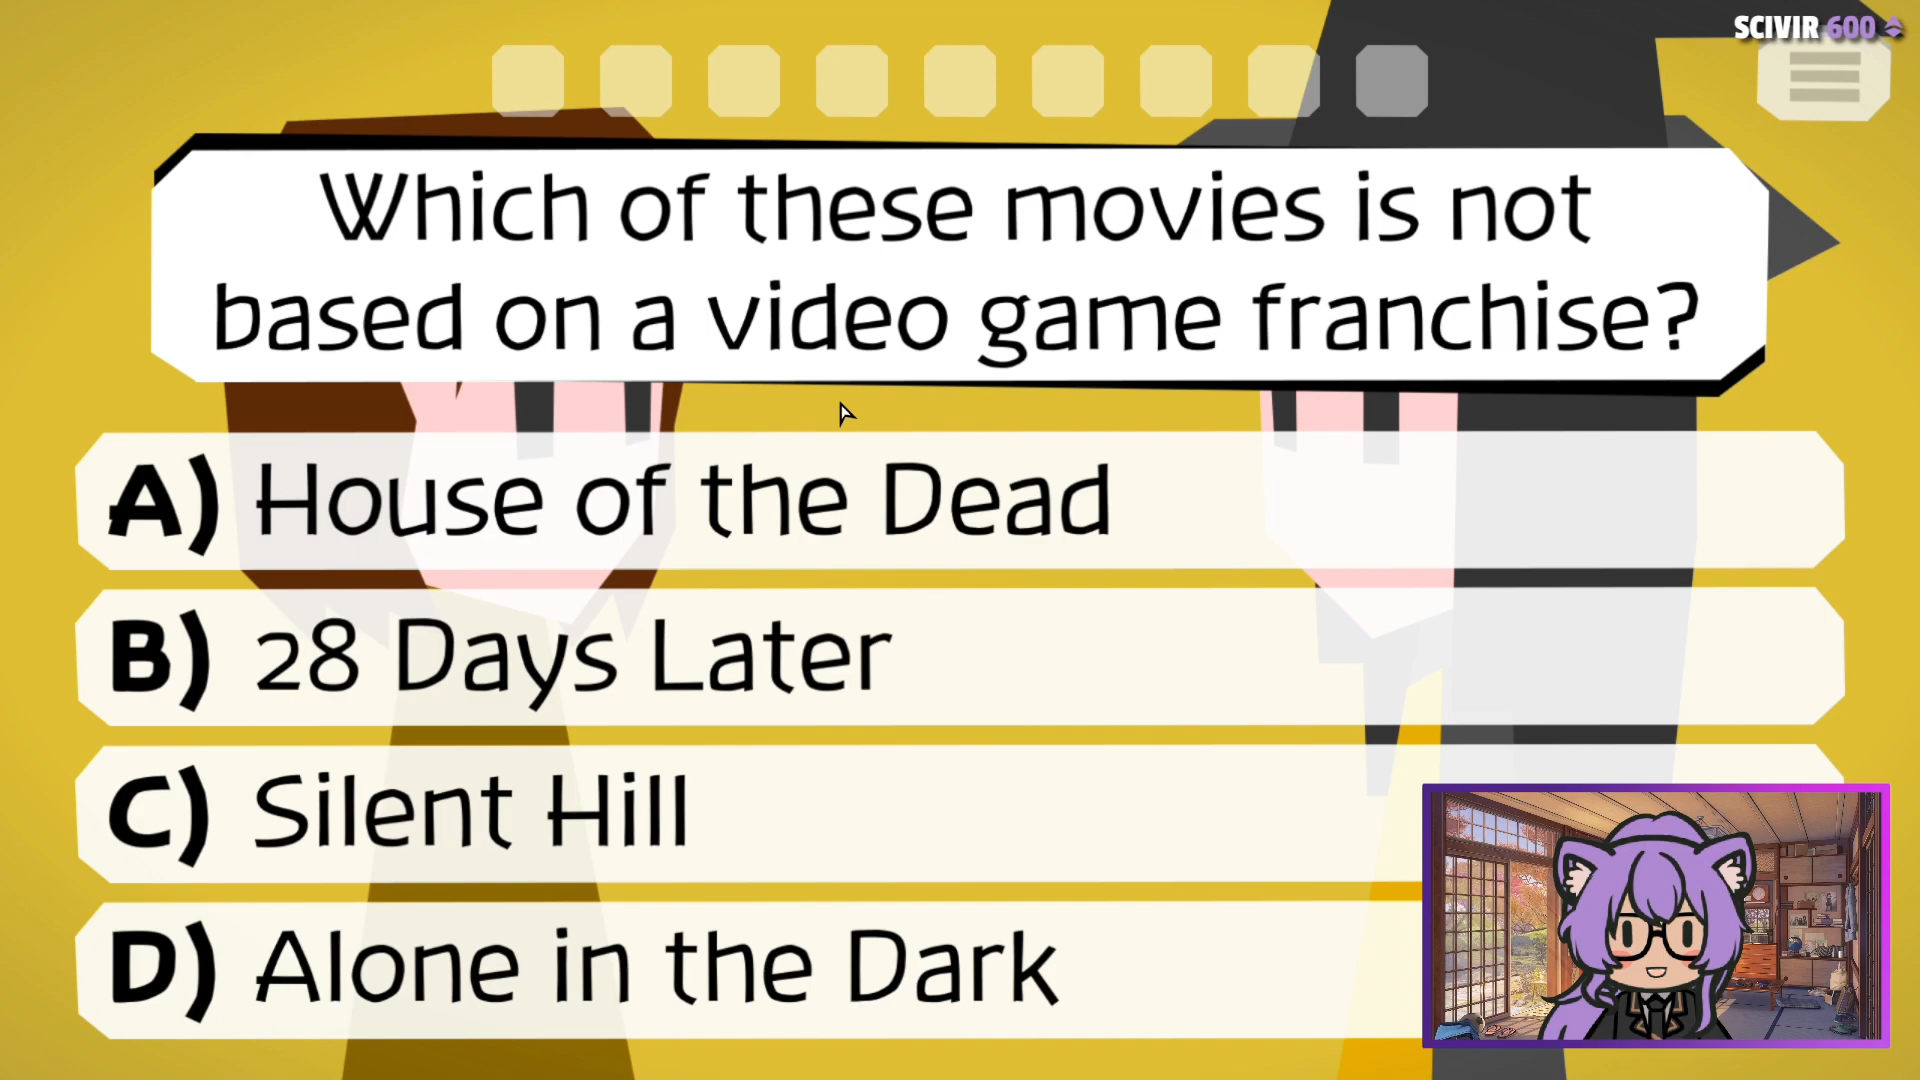 SCIVIR 600
Which of these movies is not
based on a video game franchise?
A) House of the Dead
B) 28 Days Later
C) Silent Hill
D) Alone in the Dark